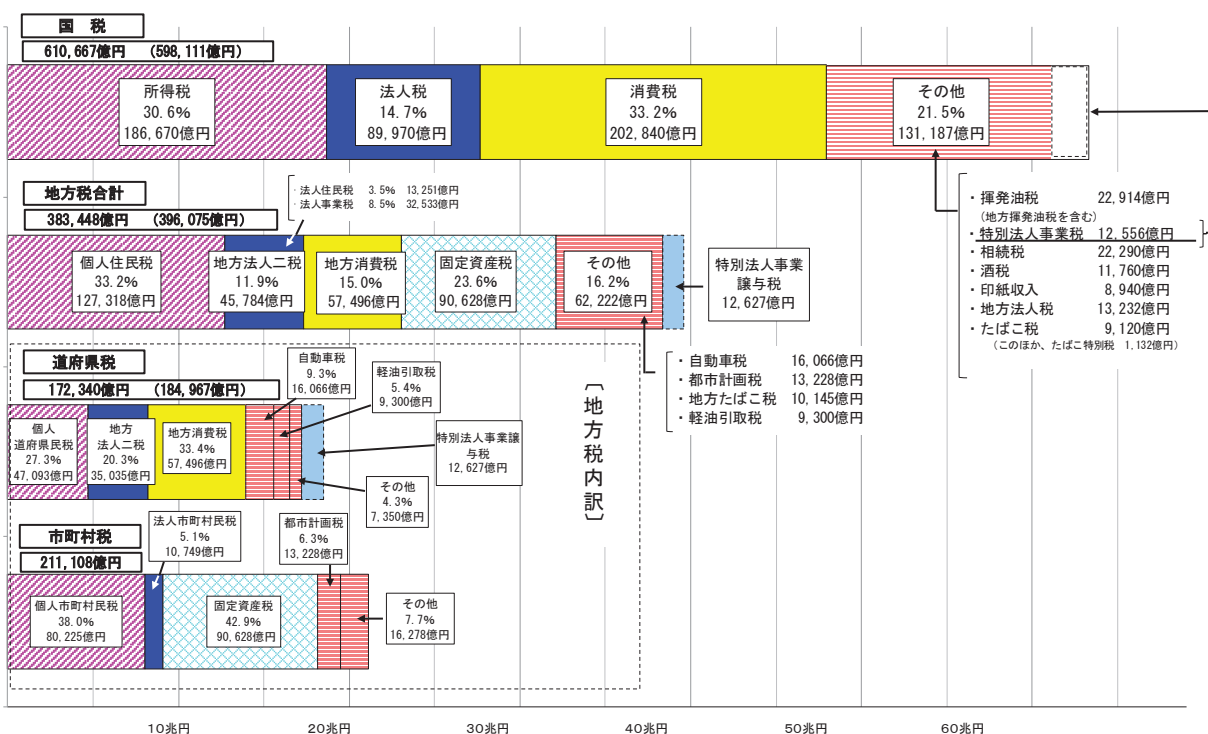 国 税
610,667億円 (598,111億円)
所得税
30.6%
186,670億円
法人税
14.7%
89,970億円
消費税
33.2%
202,840億円
その他
21.5%
131,187億円
・揮発油税 22,914億円
(地方揮発油税を含む)
・特別法人事業税 12,556億円
・相続税 22,290億円
・酒税 11,760億円
・印紙収入 8,940億円
・地方法人税 13,232億円
・たばこ税 9,120億円
(このほか、たばこ特別税 1,132億円)
地方税合計
383,448億円 (396,075億円)
・法人住民税 3.5% 13,251億円
・法人事業税 8.5% 32,533億円
個人住民税
33.2%
127,318億円
地方法人二税
11.9%
45,784億円
地方消費税
15.0%
57,496億円
固定資産税
23.6%
90,628億円
その他
16.2%
62,222億円
特別法人事業
譲与税
12,627億円
・自動車税 16,066億円
・都市計画税 13,228億円
・地方たばこ税 10,145億円
・軽油引取税 9,300億円
道府県税
172,340億円 (184,967億円)
自動車税
9.3%
16,066億円
軽油引取税
5.4%
9,300億円
個人
道府県民税
27.3%
47,093億円
地方
法人二税
20.3%
35,035億円
地方消費税
33.4%
57,496億円
特別法人事業譲
与税
12,627億円
その他
4.3%
7,350億円
〔地方税内訳〕
市町村税
211,108億円
法人市町村民税
5.1%
10,749億円
都市計画税
6.3%
13,228億円
個人市町村民税
38.0%
80,225億円
固定資産税
42.9%
90,628億円
その他
7.7%
16,278億円
10兆円 20兆円 30兆円 40兆円 50兆円 60兆円